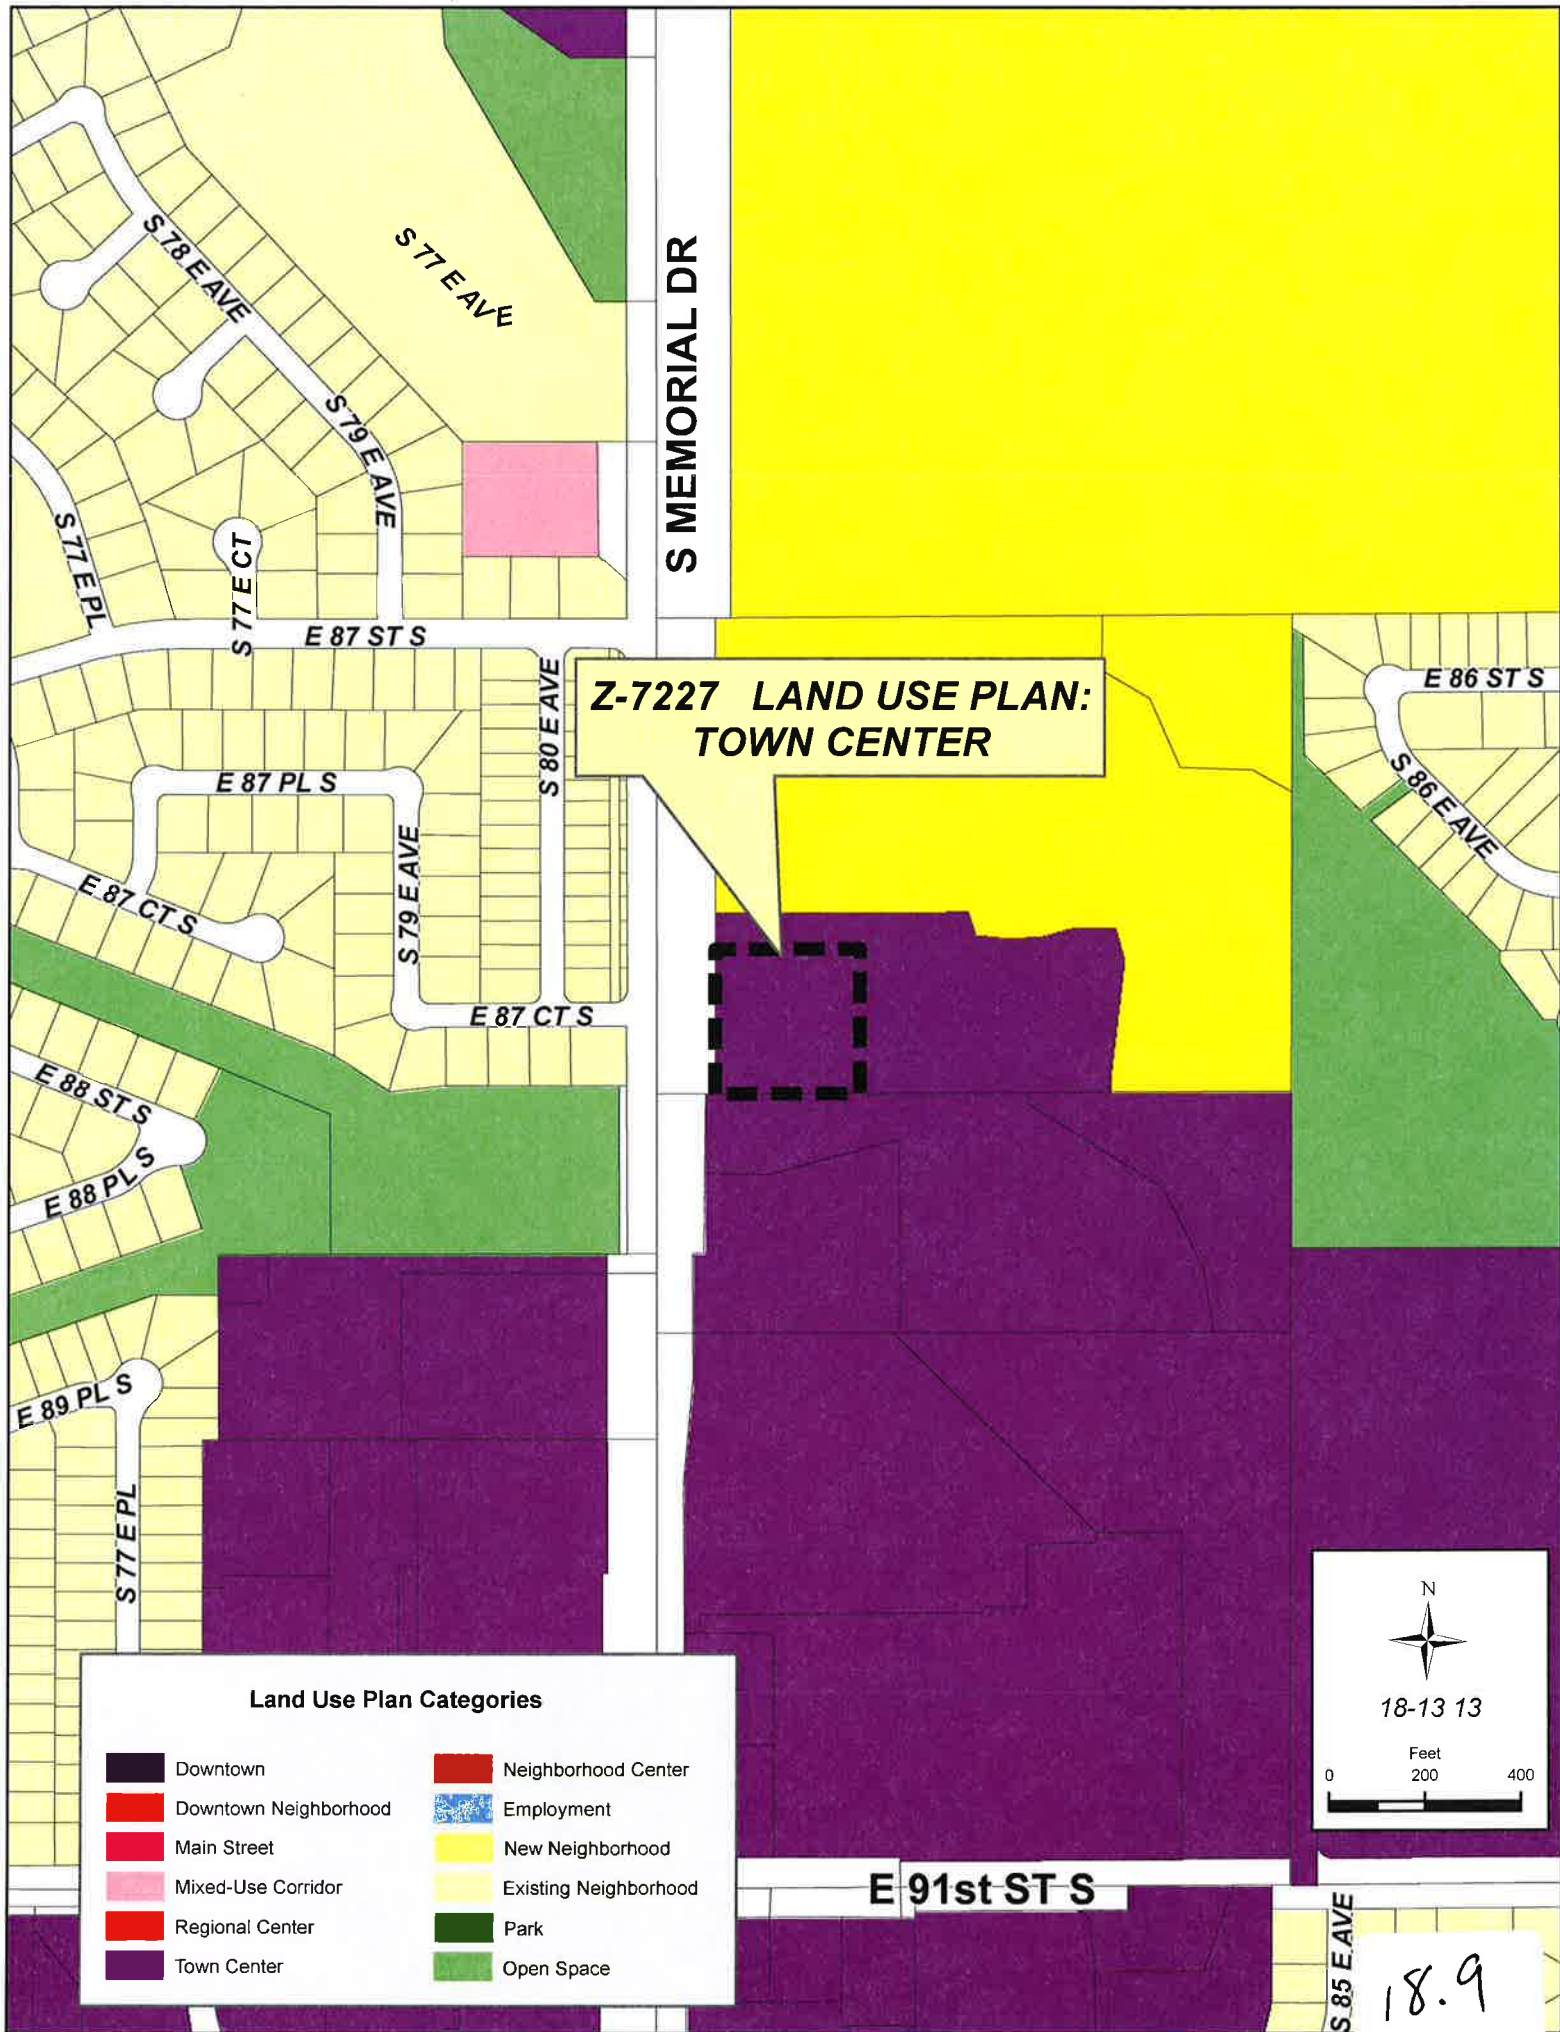 S 78 E AVE
S 77 E AVE
S MEMORIAL DR
S 79 E AVE
S 77 E PL
S 77 E CT
E 87 ST S
S 80 E AVE
Z-7227 LAND USE PLAN:
TOWN CENTER
E 86 ST S
S 86 E AVE
E 87 PL S
S 79 E AVE
E 87 CT S
E 87 CT S
E 88 ST S
E 88 PL S
E 89 PL S
S 77 E PL
N
18-13 13
Feet
0 200 400
Land Use Plan Categories
Downtown
Downtown Neighborhood
Main Street
Mixed-Use Corridor
Regional Center
Town Center
Neighborhood Center
Employment
New Neighborhood
Existing Neighborhood
Park
Open Space
E 91st ST S
S 85 E AVE
18.9